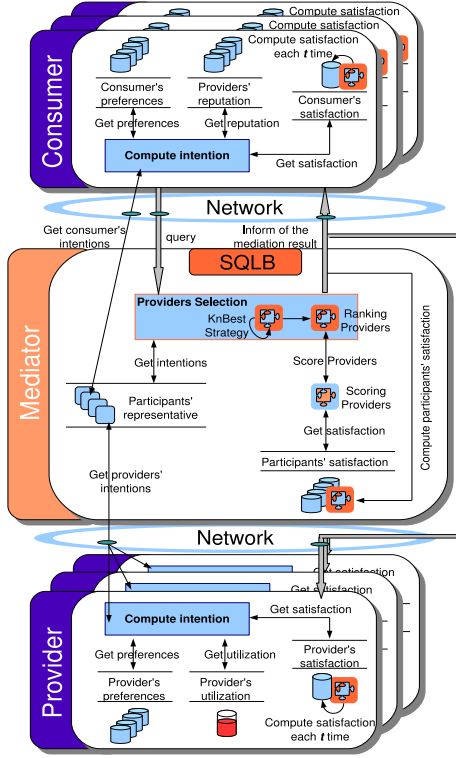 Compute satisfaction
Compute satisfaction
each t time
Consumer
Consumer's
preferences
Providers'
reputation
Consumer's
satisfaction
Get preferences
Get reputation
Compute intention
Get satisfaction
Network
Get consumer's
intentions
query
Inform of the
mediation result
SQLB
Mediator
Providers Selection
KnBest
Strategy
Ranking
Providers
Get intentions
Score Providers
Participants'
representative
Scoring
Providers
Get satisfaction
Compute participants' satisfaction
Participants' satisfaction
Get providers'
intentions
Network
Provider
Get satisfaction
Get satisfaction
Compute intention
Get preferences
Get utilization
Provider's
satisfaction
Provider's
preferences
Provider's
utilization
Compute satisfaction
each t time